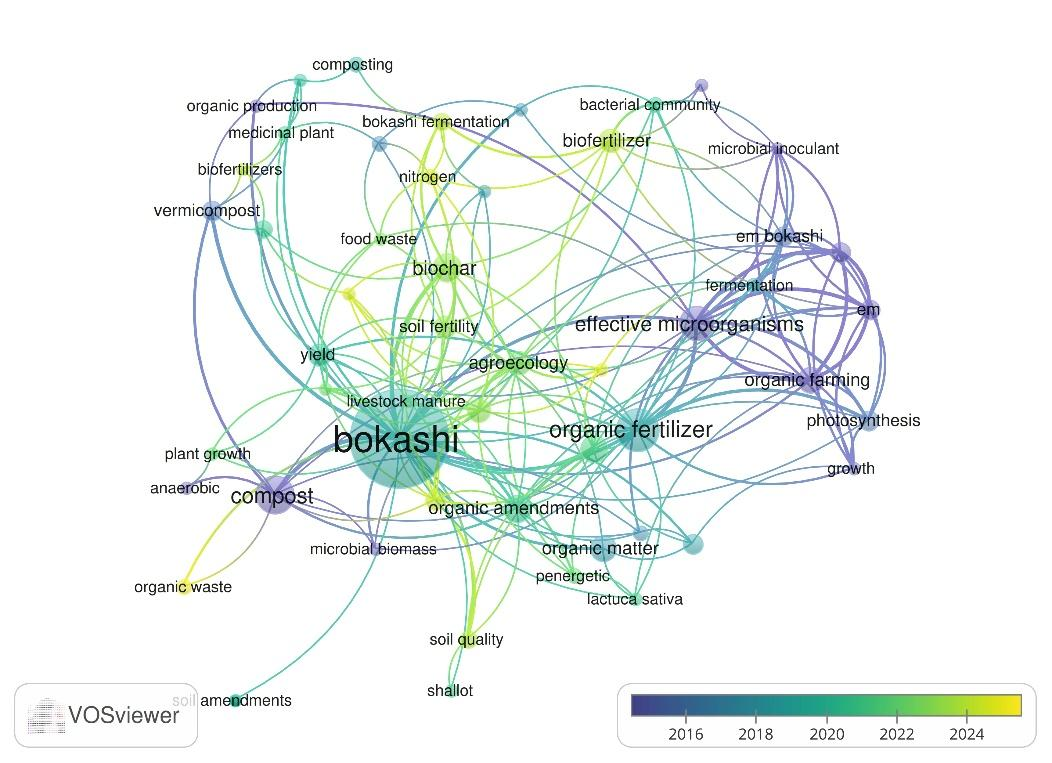 composting
organic production
bacterial community
bokashi fermentation
medicinal plant
biofertilizer
microbial inoculant
biofertilizers
nitrogen
vermicompost
em bokashi
food waste
biochar
fermentation
em
effective microorganisms
soil fertility
yield
agroecology
organic farming
livestock manure
photosynthesis
bokashi
organic fertilizer
plant growth
growth
anaerobic
compost
organic amendments
microbial biomass
organic matter
penergetic
organic waste
lactuca sativa
soil quality
shallot
soil amendments
VOSviewer
2016 2018 2020 2022 2024